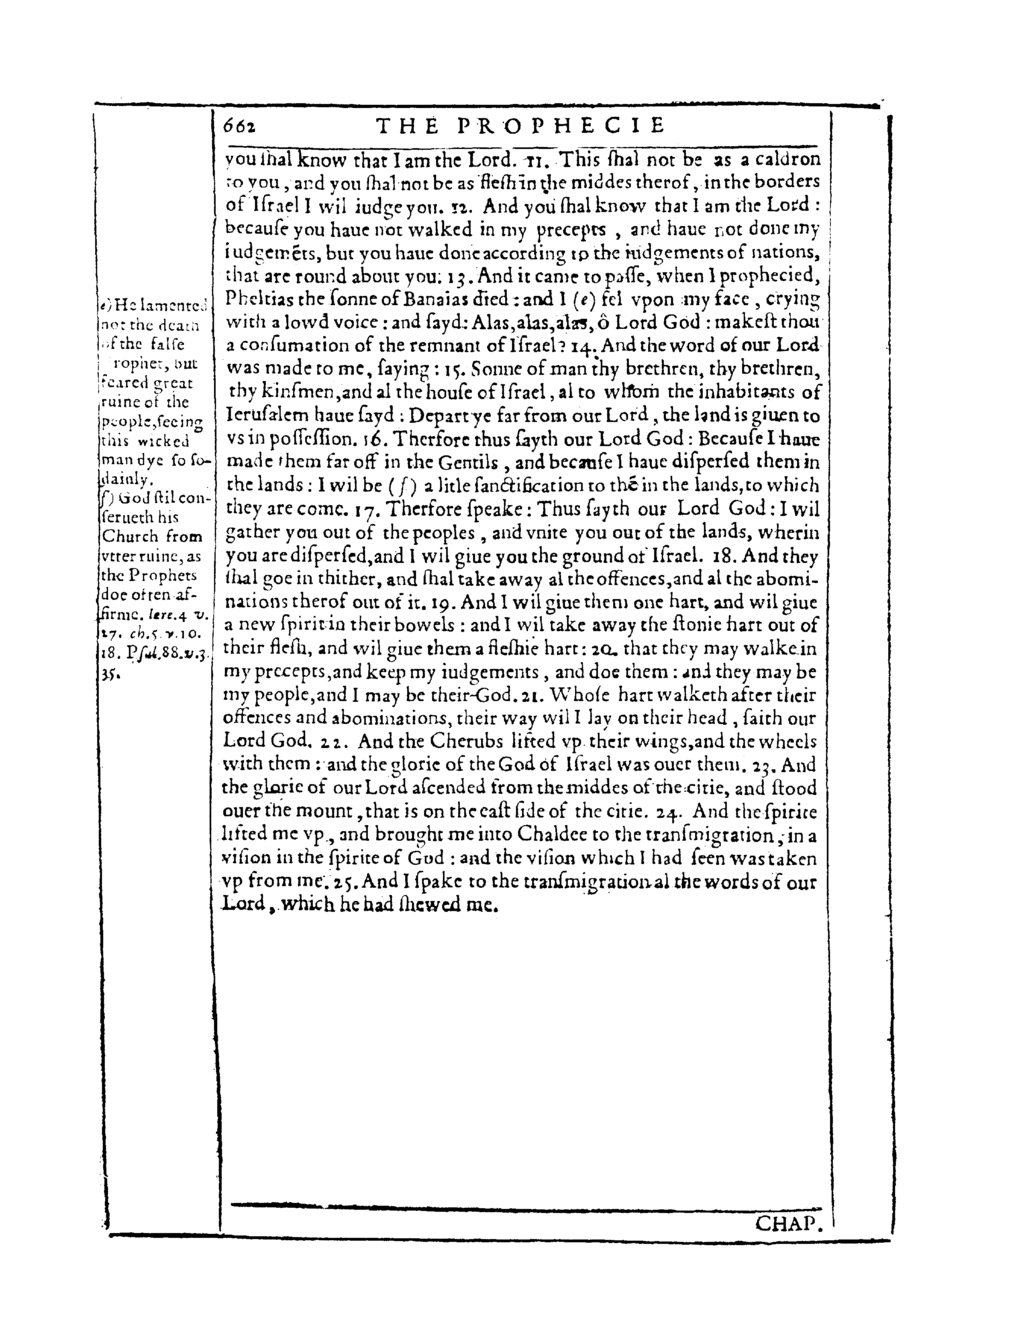 662 THE PROPHECIE
you ſhal know that I am the Lord. 11. This ſhal not be as a caldron
to you, and you ſhal not be as fleſh in the middes therof, in the borders
of Iſrael I wil iudge you. 12. And you ſhal know that I am the Lord :
becauſe you haue not walked in my precepts , and haue not done my
iudgemẽts, but you haue done according to the iudgements of nations,
that are round about you. 13. And it came to paſſe, when I prophecied,
Pheltias the ſonne of Banaias died : and I (e) fel vpon my face , crying
with a lowd voice : and ſayd: Alas,alas,alas, ô Lord God : makeſt thou
a conſumation of the remnant of Iſrael? 14. And the word of our Lord
was made to me, ſaying : 15. Sonne of man thy brethren, thy brethren,
thy kinſmen,and al the houſe of Iſrael , al to whom the inhabitants of
Ieruſalem haue ſayd : Depart ye far from our Lord , the land is giuen to
vs in poſſeſſion. 16. Therfore thus ſayth our Lord God : Becauſe I haue
made them far off in the Gentils , and becauſe I haue diſperſed them in
the lands : I wil be (f) a litle ſanctification to thẽ in the lands, to which
they are come. 17. Therfore ſpeake : Thus ſayth our Lord God : I wil
gather you out of the peoples , and vnite you out of the lands, wherin
you are diſperſed,and I wil giue you the ground of Iſrael. 18. And they
ſhal goe in thither, and ſhal take away al the offences,and al the abomi-
nations therof out of it. 19. And I wil giue them one hart, and wil giue
a new ſpirit in their bowels : and I wil take away the ſtonie hart out of
their fleſh, and wil giue them a fleſhie hart : 20. that they may walke in
my precepts,and keep my iudgements , and doe them : and they may be
my people,and I may be their God. 21. Whoſe hart walketh after their
offences and abominations, their way wil I lay on their head , ſaith our
Lord God. 22. And the Cherubs lifted vp their wings,and the wheels
with them : and the glorie of the God of Iſrael was ouer them. 23. And
the glorie of our Lord aſcended from the middes of the citie, and ſtood
ouer the mount , that is on the eaſt ſide of the citie. 24. And the ſpirite
lifted me vp , and brought me into Chaldee to the tranſmigration , in a
viſion in the ſpirite of God : and the viſion which I had ſeen was taken
vp from me. 25. And I ſpake to the tranſmigration al the words of our
Lord , which he had ſhewed me.
e) He lamented
not the death
of the falſe
rophet, but
feared great
ruine of the
people,ſeeing
this wicked
man dye ſo ſo-
dainly.
f) God ſtil con-
ſerueth his
Church from
vtter ruine, as
the Prophets
doe often af-
firme. Iere.4 v.
27. ch.5. v.10.
18. Pſal.88.v.3.
35.
CHAP.